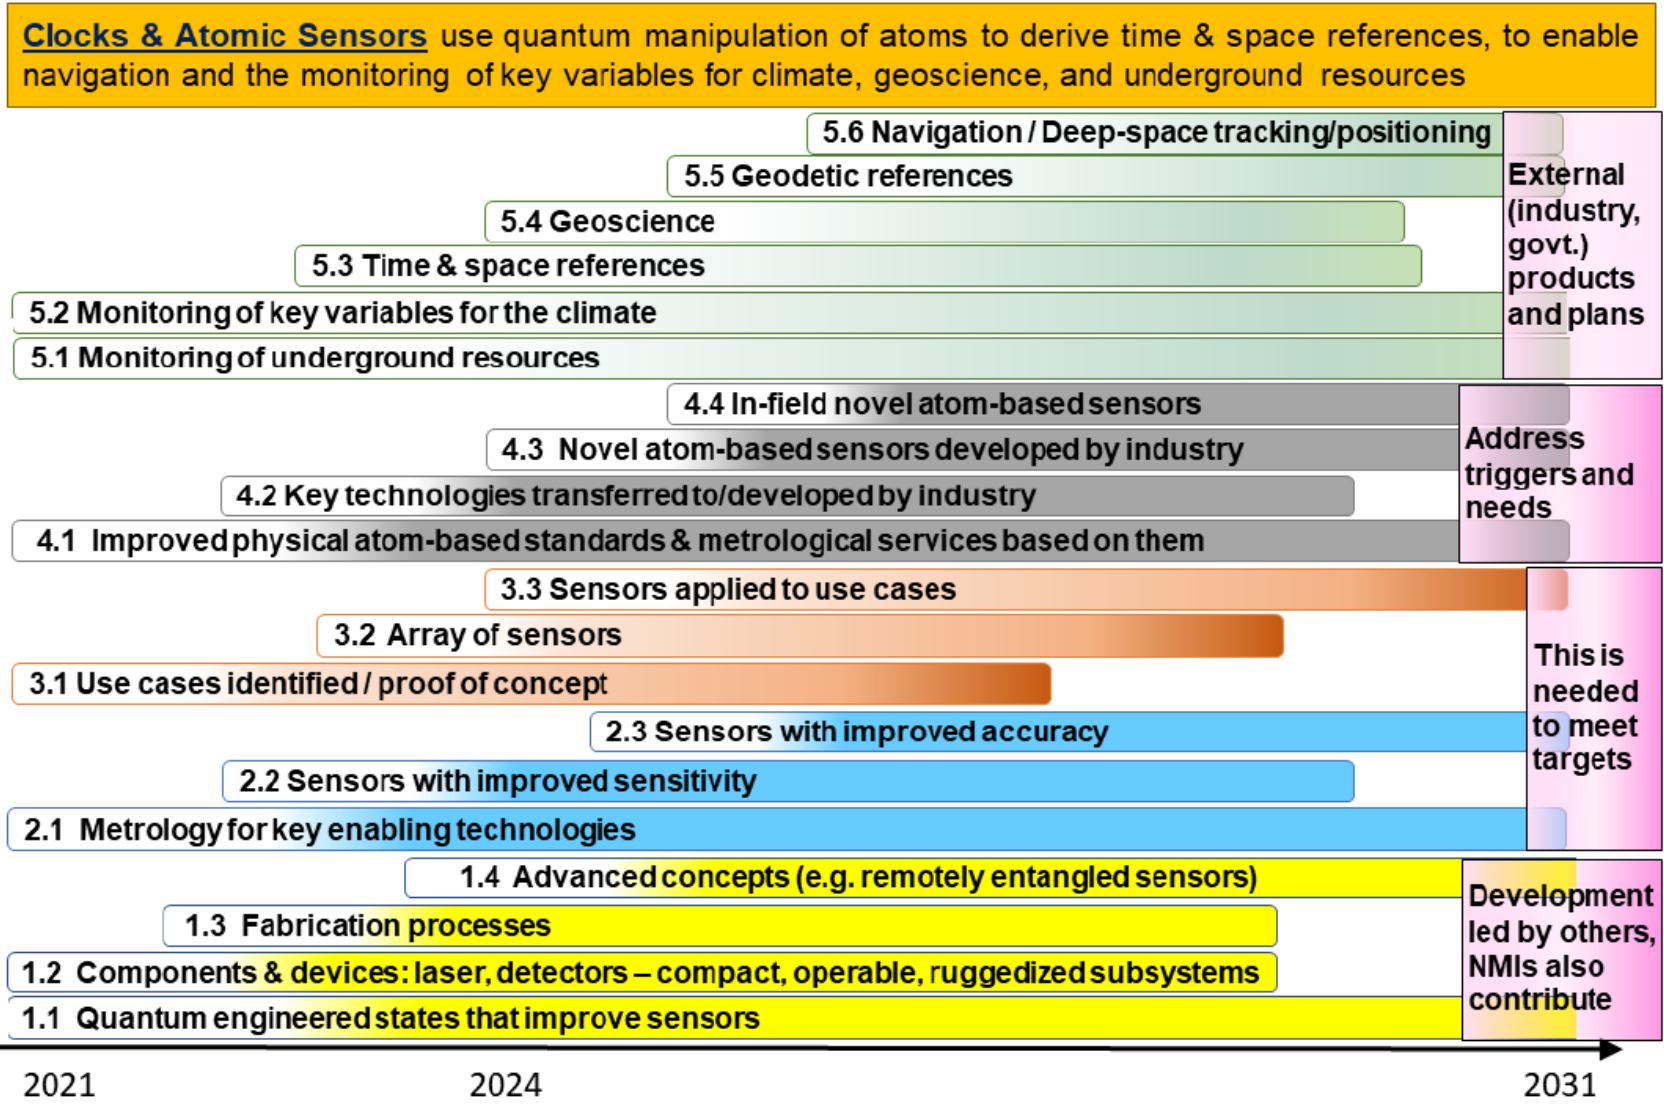 Clocks & Atomic Sensors use quantum manipulation of atoms to derive time & space references, to enable
navigation and the monitoring of key variables for climate, geoscience, and underground resources
5.6 Navigation / Deep-space tracking/positioning
5.5 Geodetic references
5.4 Geoscience
5.3 Time & space references
5.2 Monitoring of key variables for the climate
5.1 Monitoring of underground resources
External
(industry,
govt.)
products
and plans
4.4 In-field novel atom-based sensors
4.3 Novel atom-based sensors developed by industry
4.2 Key technologies transferred to/developed by industry
4.1 Improved physical atom-based standards & metrological services based on them
Address
triggers and
needs
3.3 Sensors applied to use cases
3.2 Array of sensors
3.1 Use cases identified / proof of concept
2.3 Sensors with improved accuracy
2.2 Sensors with improved sensitivity
2.1 Metrology for key enabling technologies
This is
needed
to meet
targets
1.4 Advanced concepts (e.g. remotely entangled sensors)
1.3 Fabrication processes
1.2 Components & devices: laser, detectors – compact, operable, ruggedized subsystems
1.1 Quantum engineered states that improve sensors
Development
led by others,
NMIs also
contribute
2021
2024
2031